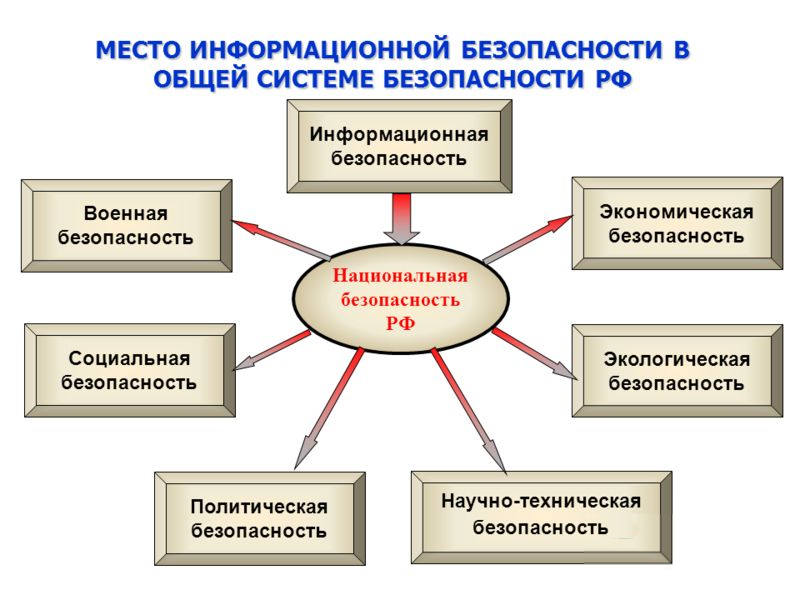 МЕСТО ИНФОРМАЦИОННОЙ БЕЗОПАСНОСТИ В
ОБЩЕЙ СИСТЕМЕ БЕЗОПАСНОСТИ РФ
Информационная
безопасность
Военная
безопасность
Экономическая
безопасность
Национальная
безопасность
РФ
Социальная
безопасность
Экологическая
безопасность
Политическая
безопасность
Научно-техническая
безопасность